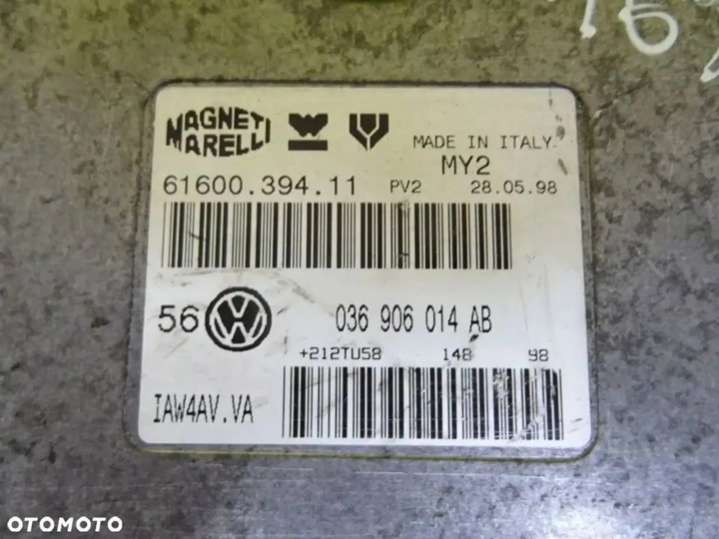 MAGNETI
MARELLI
MADE IN ITALY
MY2
61600.394.11 PV2 28.05.98
56 036 906 014 AB
+212TU58 148 98
IAW4AV.VA
OTOMOTO